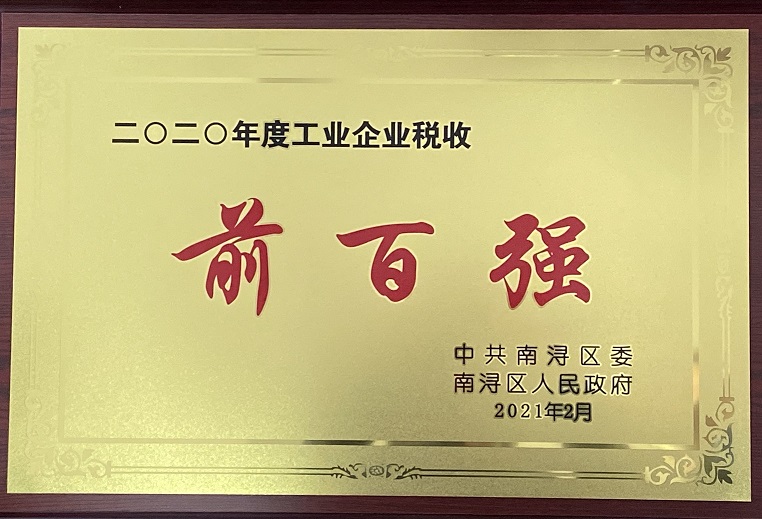 二〇二〇年度工业企业税收
前百强
中共南浔区委
南浔区人民政府
2021年2月